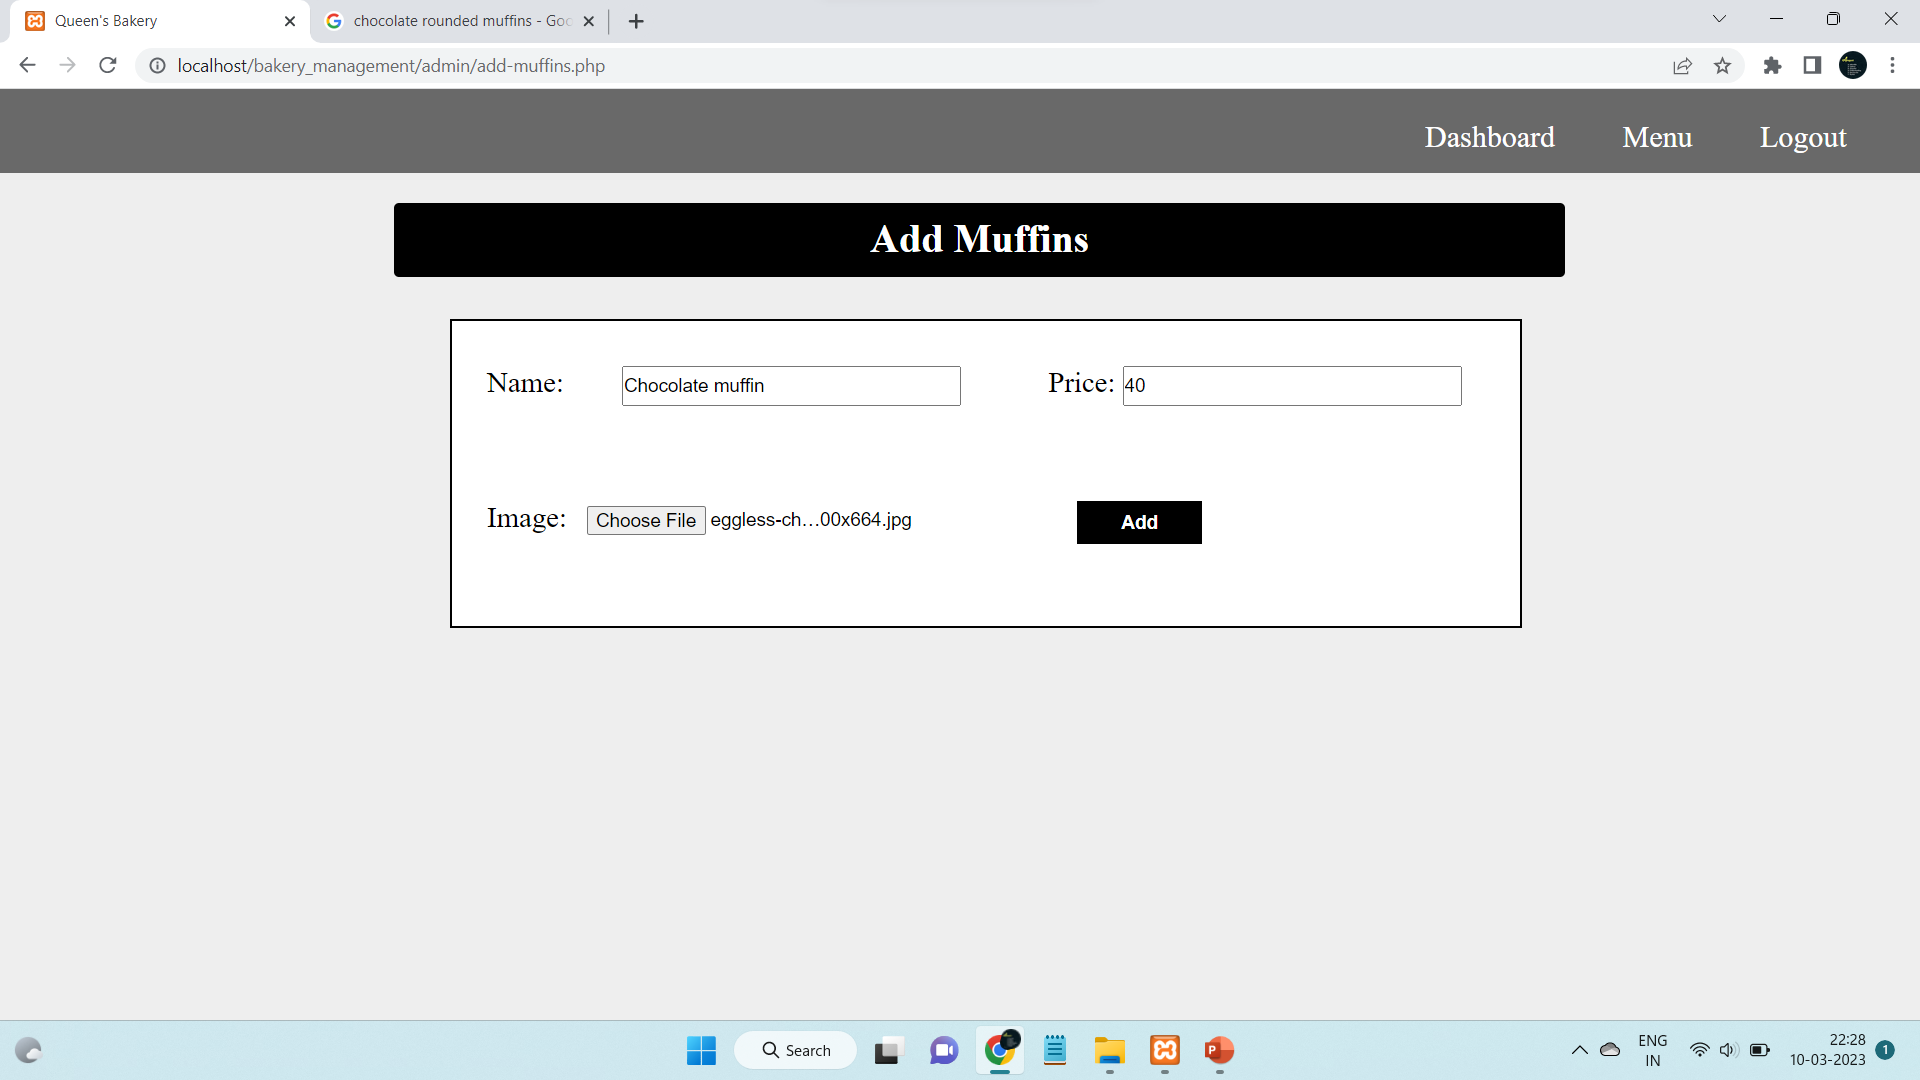 Queen's Bakery
chocolate rounded muffins - Goo
localhost/bakery_management/admin/add-muffins.php
Dashboard Menu Logout
Add Muffins
Name: Chocolate muffin Price: 40
Image: Choose File eggless-ch...00x664.jpg Add
Search
ENG
IN
22:28
10-03-2023
1